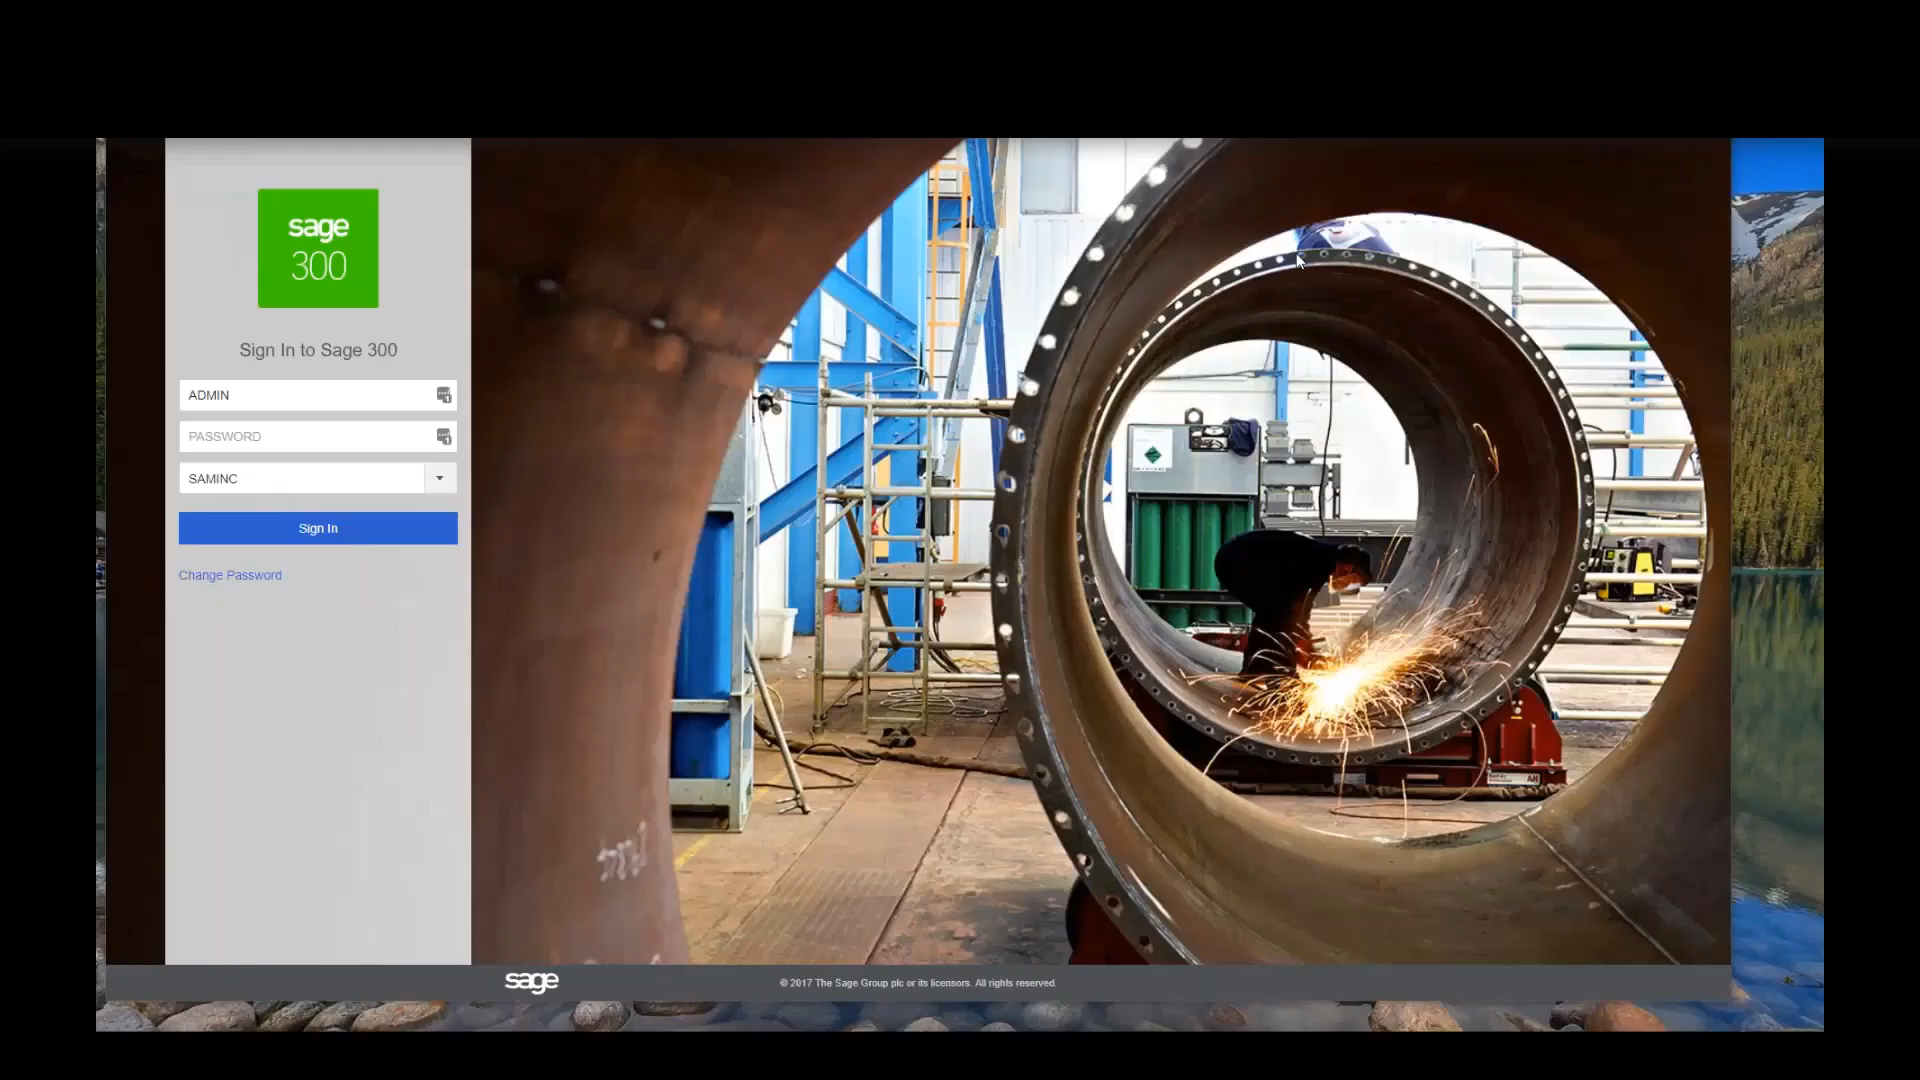 sage
300
Sign In to Sage 300
ADMIN
PASSWORD
SAMINC
Sign In
Change Password
sage
© 2017 The Sage Group plc or its licensors. All rights reserved.